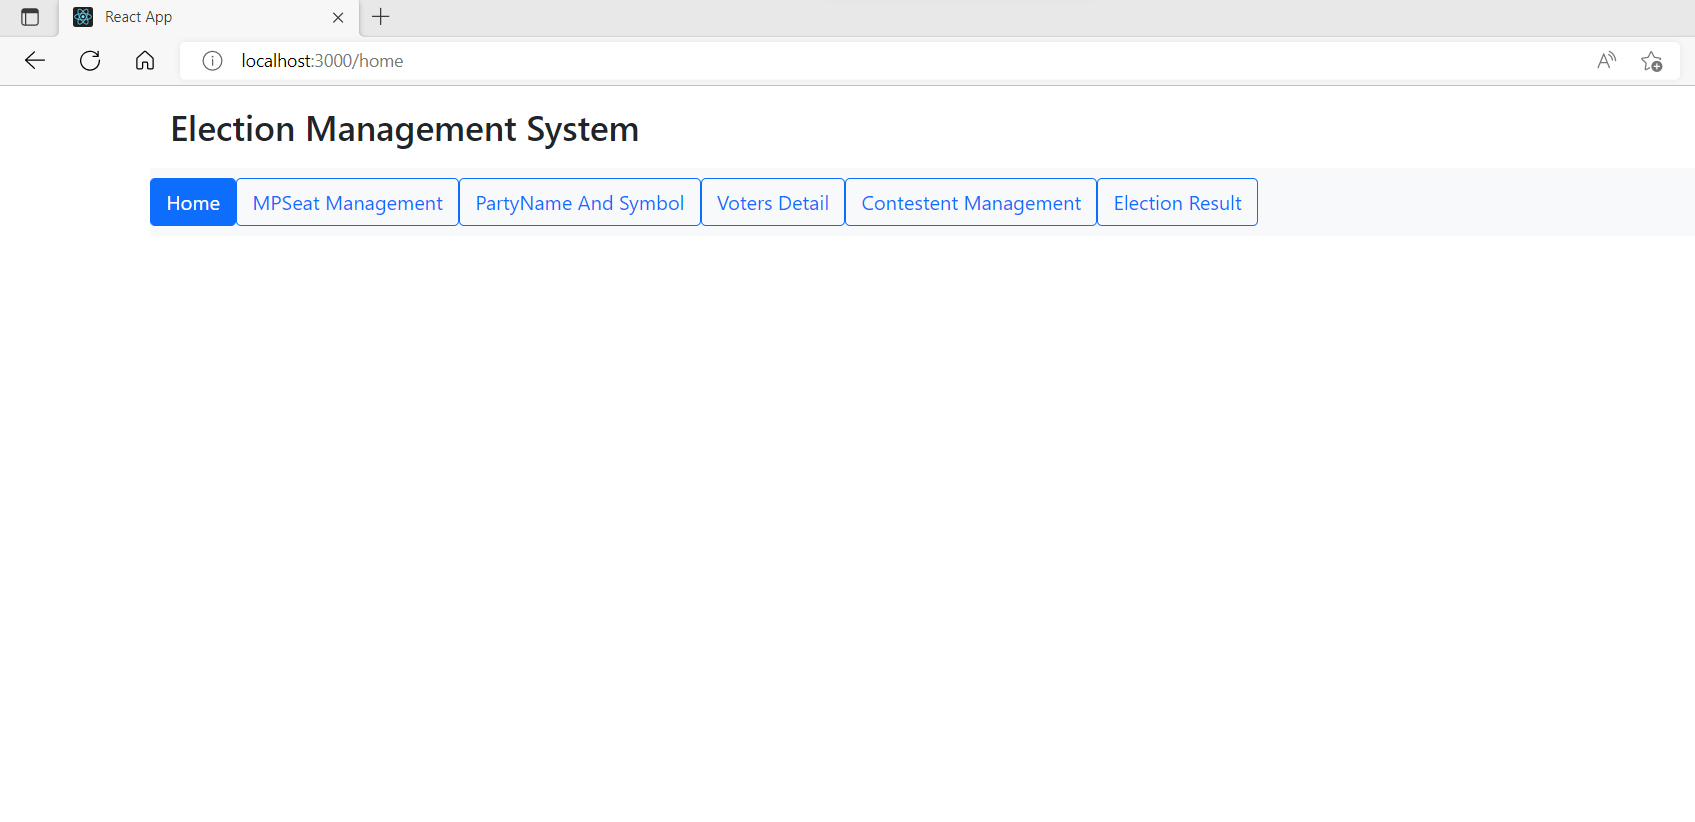 React App
localhost:3000/home
Election Management System
Home MPSeat Management PartyName And Symbol Voters Detail Contestent Management Election Result